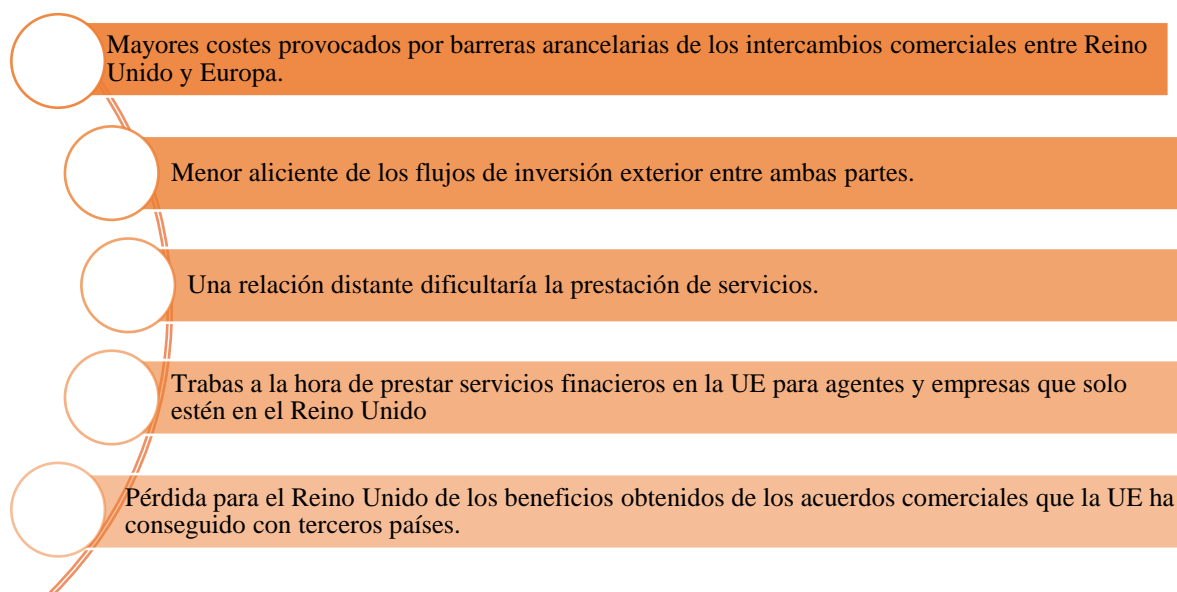 Mayores costes provocados por barreras arancelarias de los intercambios comerciales entre Reino
Unido y Europa.
Menor aliciente de los flujos de inversión exterior entre ambas partes.
Una relación distante dificultaría la prestación de servicios.
Trabas a la hora de prestar servicios finacieros en la UE para agentes y empresas que solo
estén en el Reino Unido
Pérdida para el Reino Unido de los beneficios obtenidos de los acuerdos comerciales que la UE ha
conseguido con terceros países.